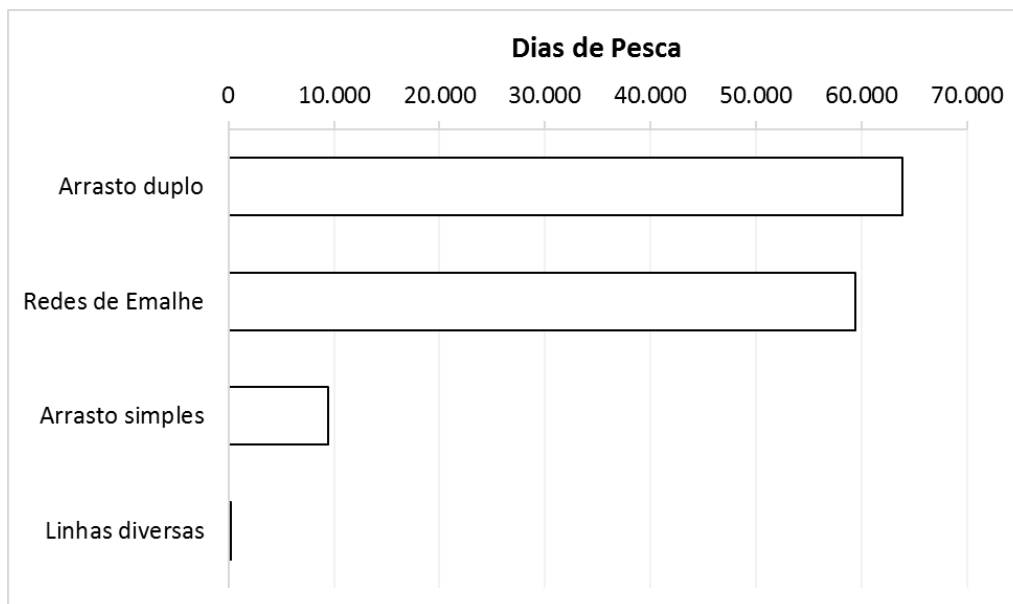 Dias de Pesca
0 10.000 20.000 30.000 40.000 50.000 60.000 70.000
Arrasto duplo
Redes de Emalhe
Arrasto simples
Linhas diversas